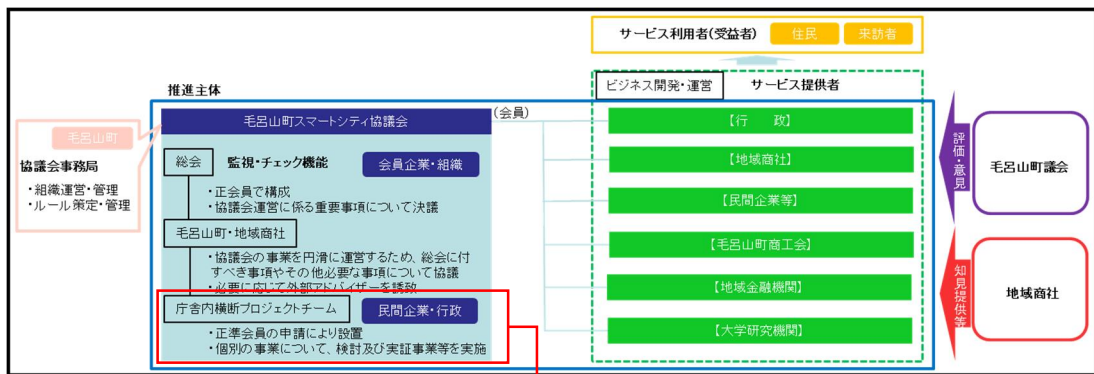 サービス利用者(受益者)
住民
来訪者
推進主体
ビジネス開発・運営
サービス提供者
毛呂山町スマートシティ協議会
(会員)
毛呂山町
協議会事務局
・組織運営・管理
・ルール策定・管理
総会
監視・チェック機能
会員企業・組織
・正会員で構成
・協議会運営に係る重要事項について決議
毛呂山町・地域商社
・協議会の事業を円滑に運営するため、総会に付
すべき事項やその他必要な事項について協議
・必要に応じて外部アドバイザーを誘致
庁舎内横断プロジェクトチーム
民間企業・行政
・正準会員の申請により設置
・個別の事業について、検討及び実証事業等を実施
【行　政】
【地域商社】
【民間企業等】
【毛呂山町商工会】
【地域金融機関】
【大学研究機関】
評価・意見
毛呂山町議会
知見提供等
地域商社